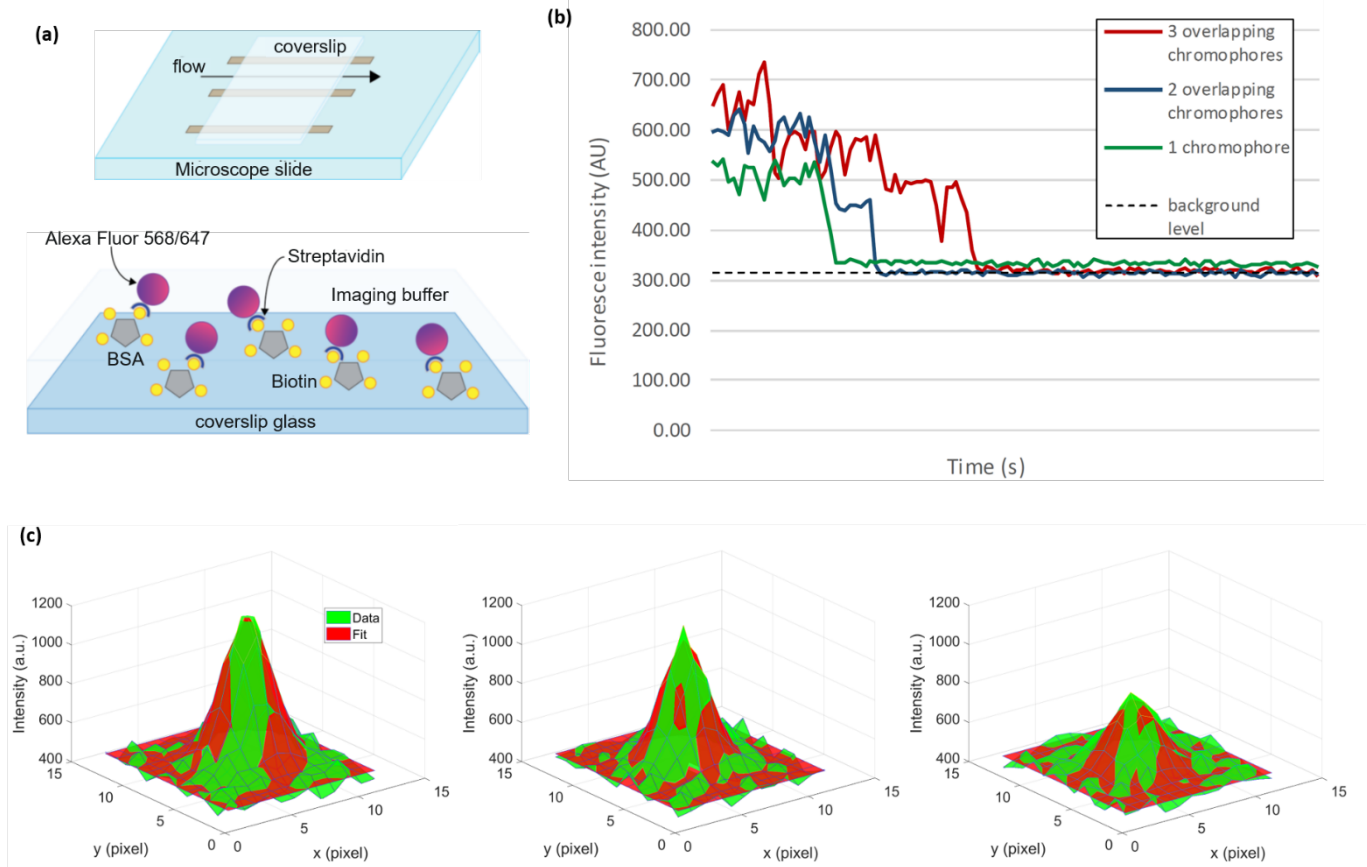 (a)
coverslip
flow
Microscope slide
Alexa Fluor 568/647
Streptavidin
Imaging buffer
BSA
Biotin
coverslip glass
(b)
800.00
700.00
600.00
500.00
400.00
300.00
200.00
100.00
0.00
Fluoresceince intensity (AU)
Time (s)
3 overlapping
chromophores
2 overlapping
chromophores
1 chromophore
background
level
(c)
1200
1000
800
600
400
Intensity (a.u.)
15
10
5
0
y (pixel)
0
5
10
15
x (pixel)
Data
Fit
1200
1000
800
600
400
Intensity (a.u.)
15
10
5
0
y (pixel)
0
5
10
15
x (pixel)
1200
1000
800
600
400
Intensity (a.u.)
15
10
5
0
y (pixel)
0
5
10
15
x (pixel)